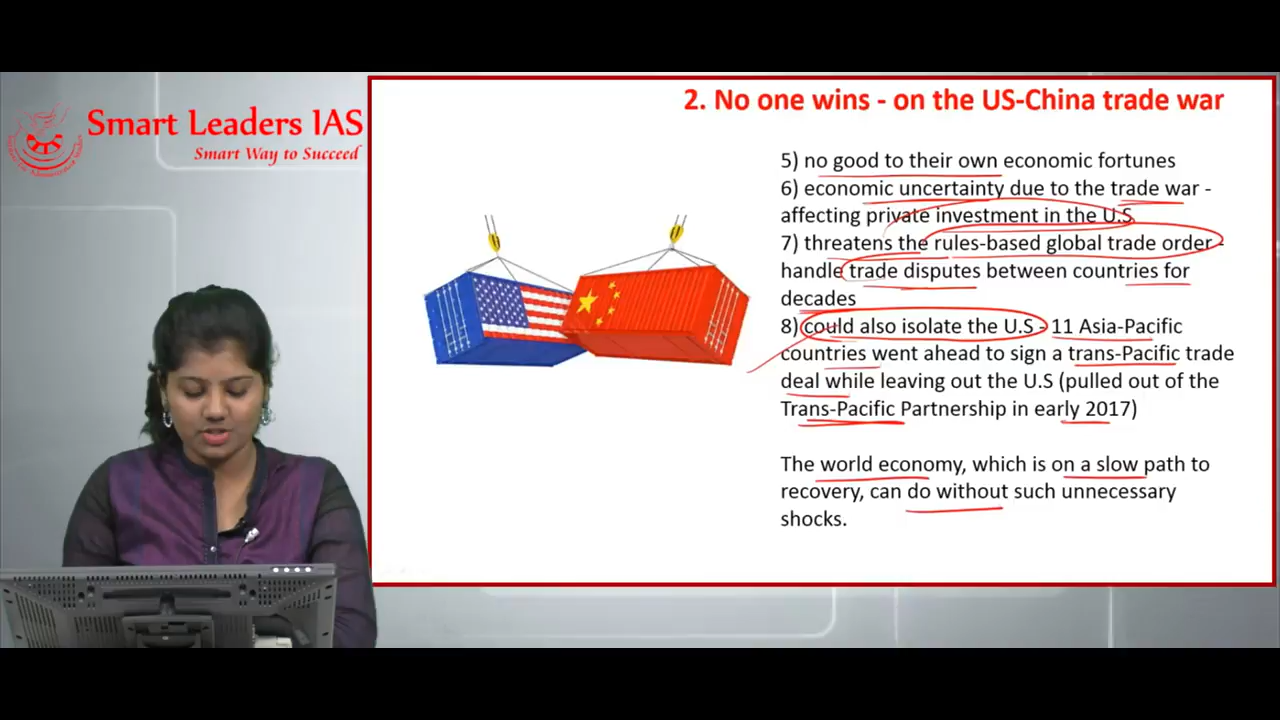 Smart Leaders IAS
Smart Way to Succeed
2. No one wins - on the US-China trade war
5) no good to their own economic fortunes
6) economic uncertainty due to the trade war -
affecting private investment in the U.S
7) threatens the rules-based global trade order -
handle trade disputes between countries for
decades
8) could also isolate the U.S - 11 Asia-Pacific
countries went ahead to sign a trans-Pacific trade
deal while leaving out the U.S (pulled out of the
Trans-Pacific Partnership in early 2017)
The world economy, which is on a slow path to
recovery, can do without such unnecessary
shocks.